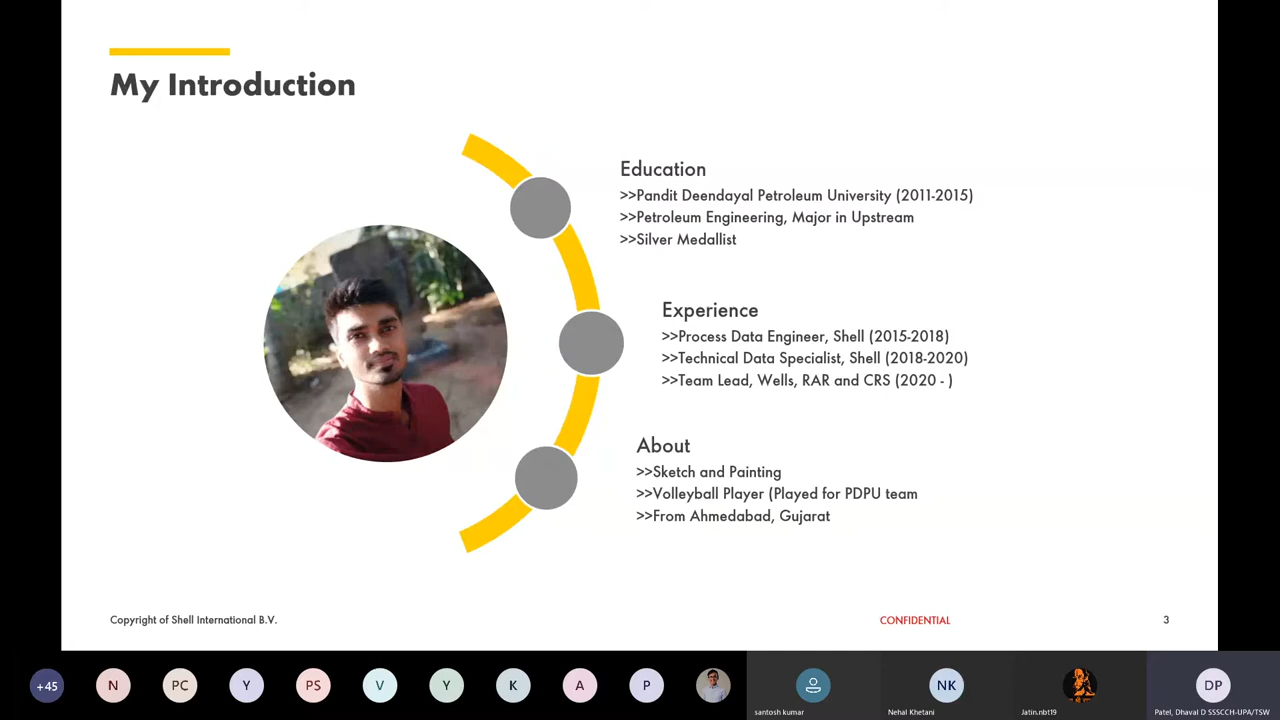 My Introduction
Education
>>Pandit Deendayal Petroleum University (2011-2015)
>>Petroleum Engineering, Major in Upstream
>>Silver Medallist
Experience
>>Process Data Engineer, Shell (2015-2018)
>>Technical Data Specialist, Shell (2018-2020)
>>Team Lead, Wells, RAR and CRS (2020 - )
About
>>Sketch and Painting
>>Volleyball Player (Played for PDPU team
>>From Ahmedabad, Gujarat
Copyright of Shell International B.V.
CONFIDENTIAL
3
+45
N
PC
Y
PS
V
Y
K
A
P
NK
DP
santosh kumar
Nehal Khetani
Jatin.nbt19
Patel, Dhaval D SSSCCH-UPA/TSW